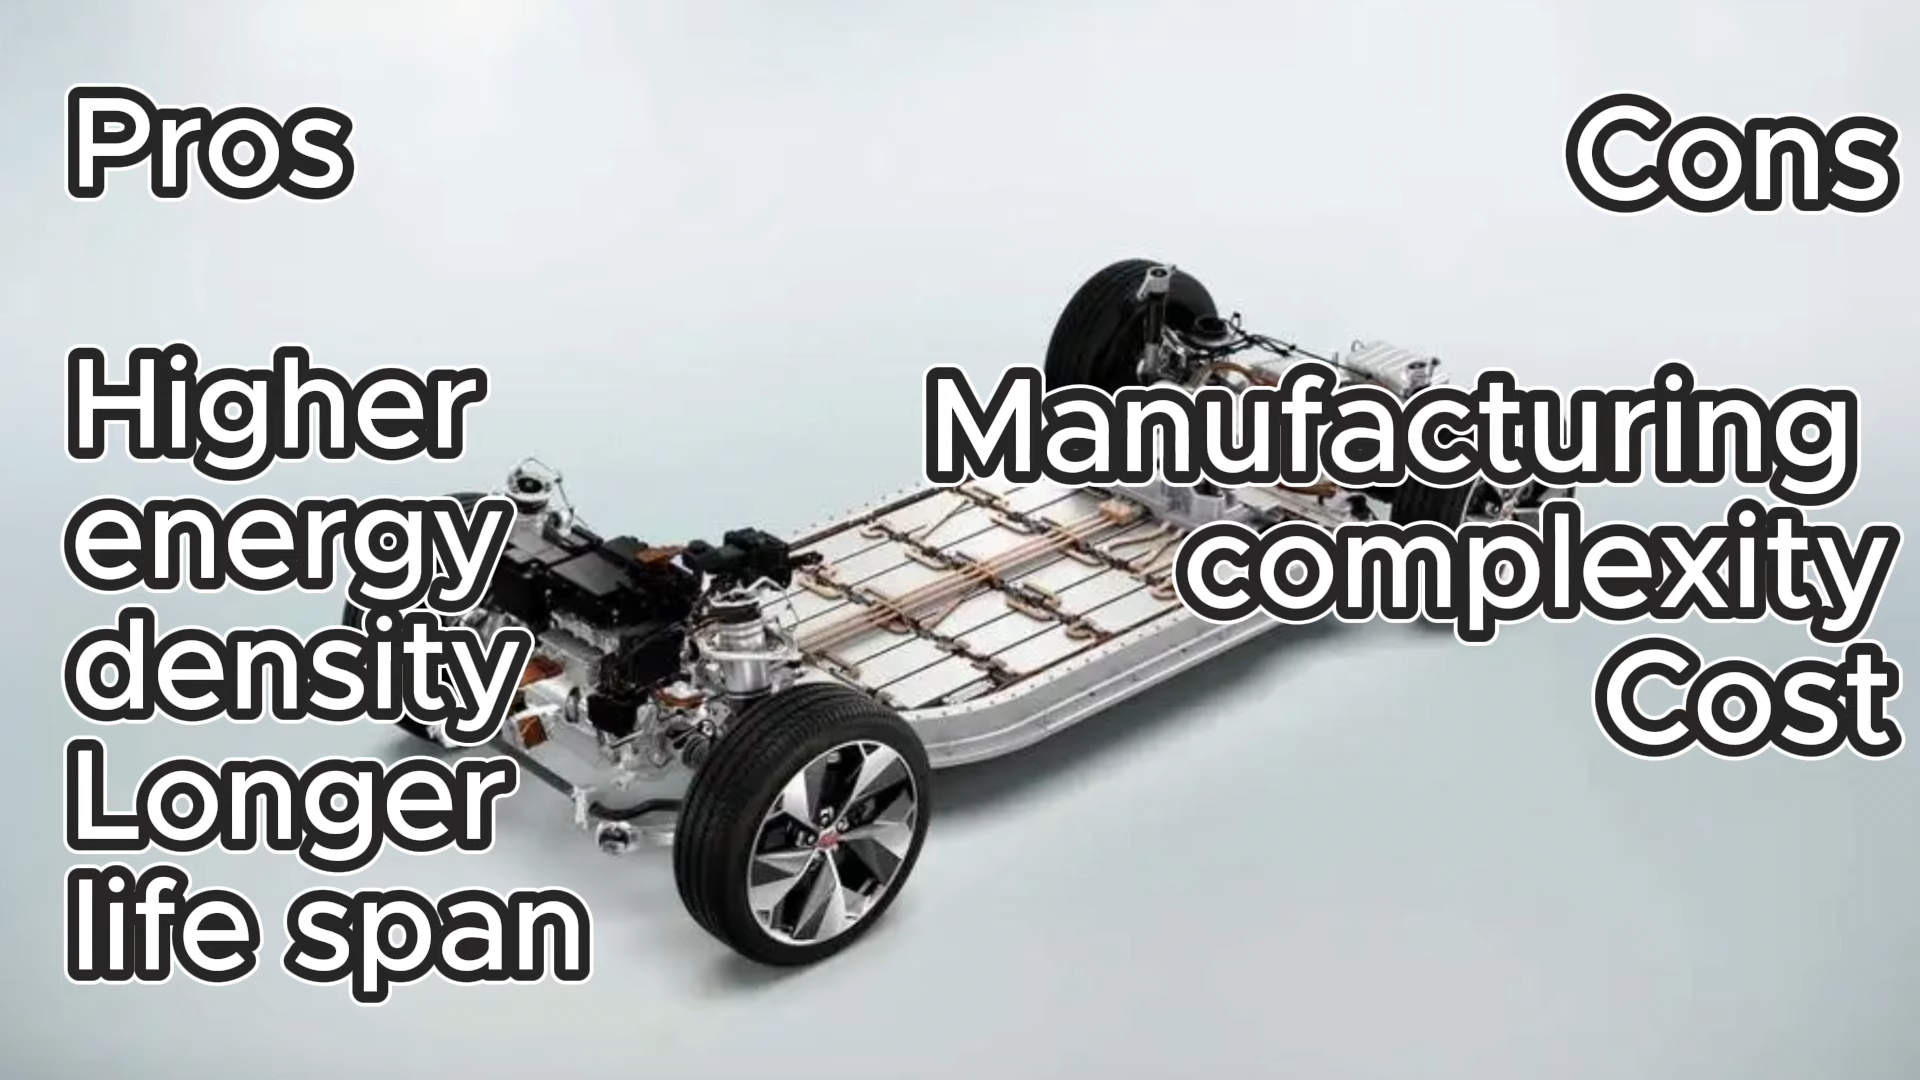 Pros
Cons
Higher
energy
density
Longer
life span
Manufacturing
complexity
Cost